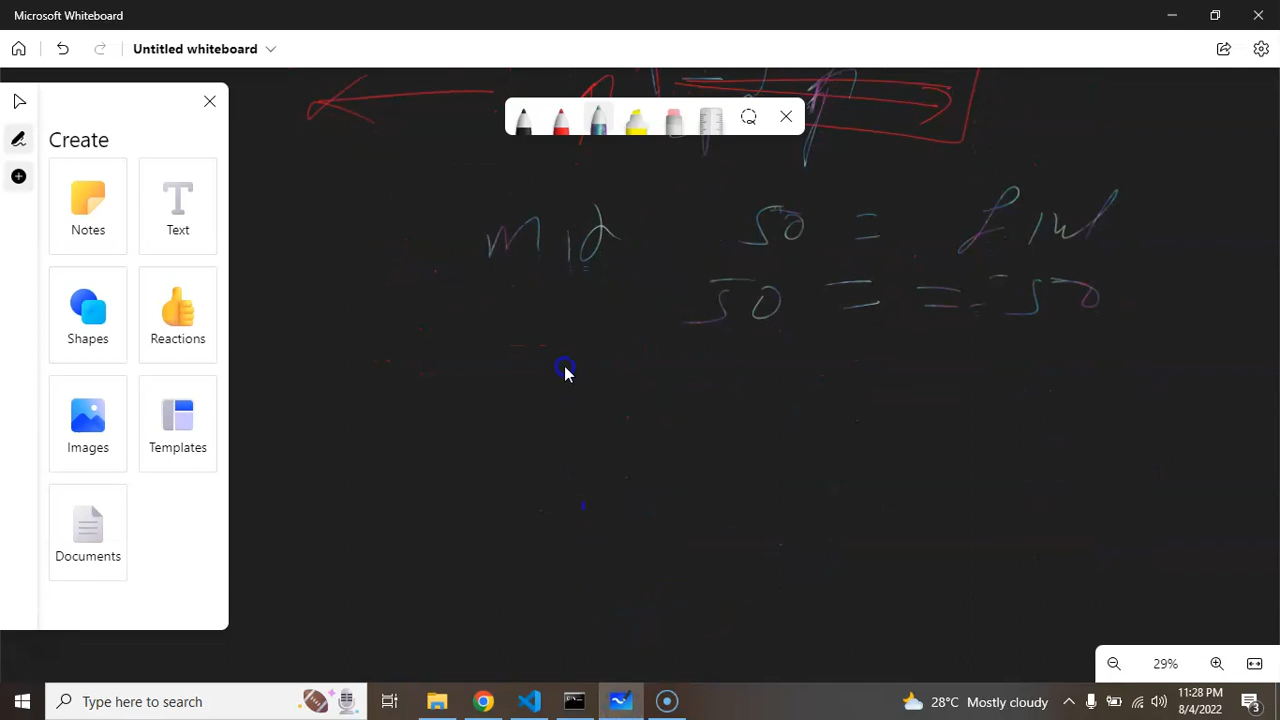 Microsoft Whiteboard
Untitled whiteboard
Create
Notes
Text
Shapes
Reactions
Images
Templates
Documents
mid 50 =
50 = = 50
29%
Type here to search
28°C Mostly cloudy
11:28 PM
8/4/2022
3